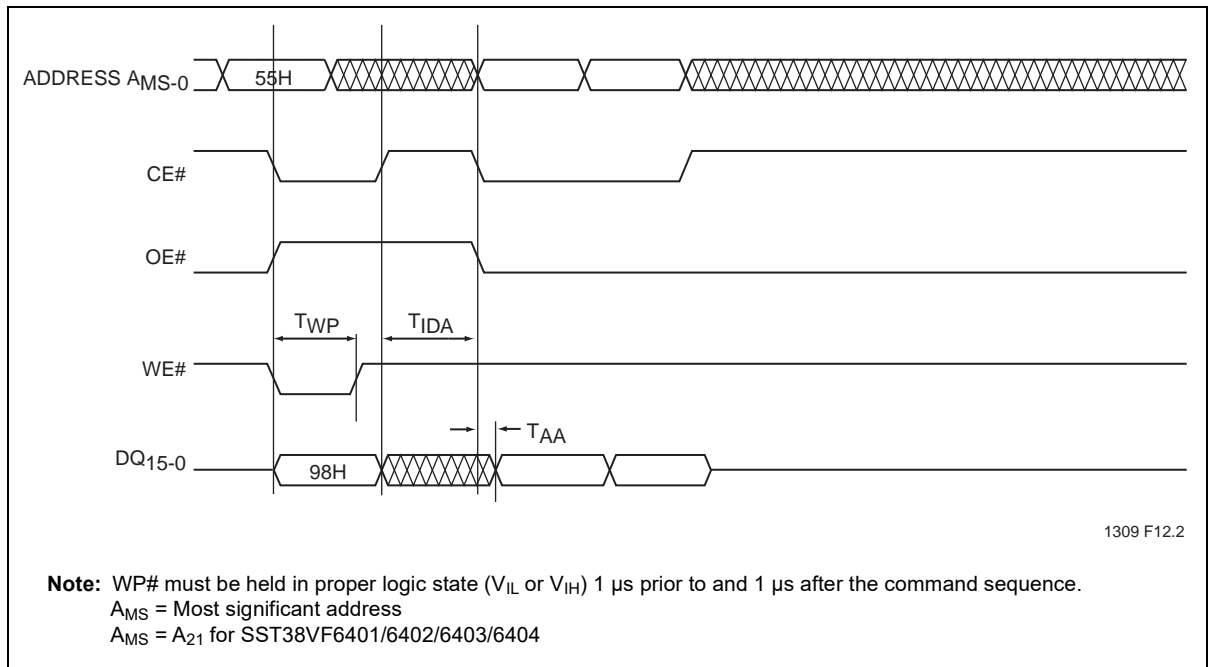 ADDRESS AMS-0
55H
CE#
OE#
TWP
TIDA
WE#
TAA
DQ15-0
98H
1309 F12.2
Note: WP# must be held in proper logic state (VIL or VIH) 1 µs prior to and 1 µs after the command sequence.
AMS = Most significant address
AMS = A21 for SST38VF6401/6402/6403/6404